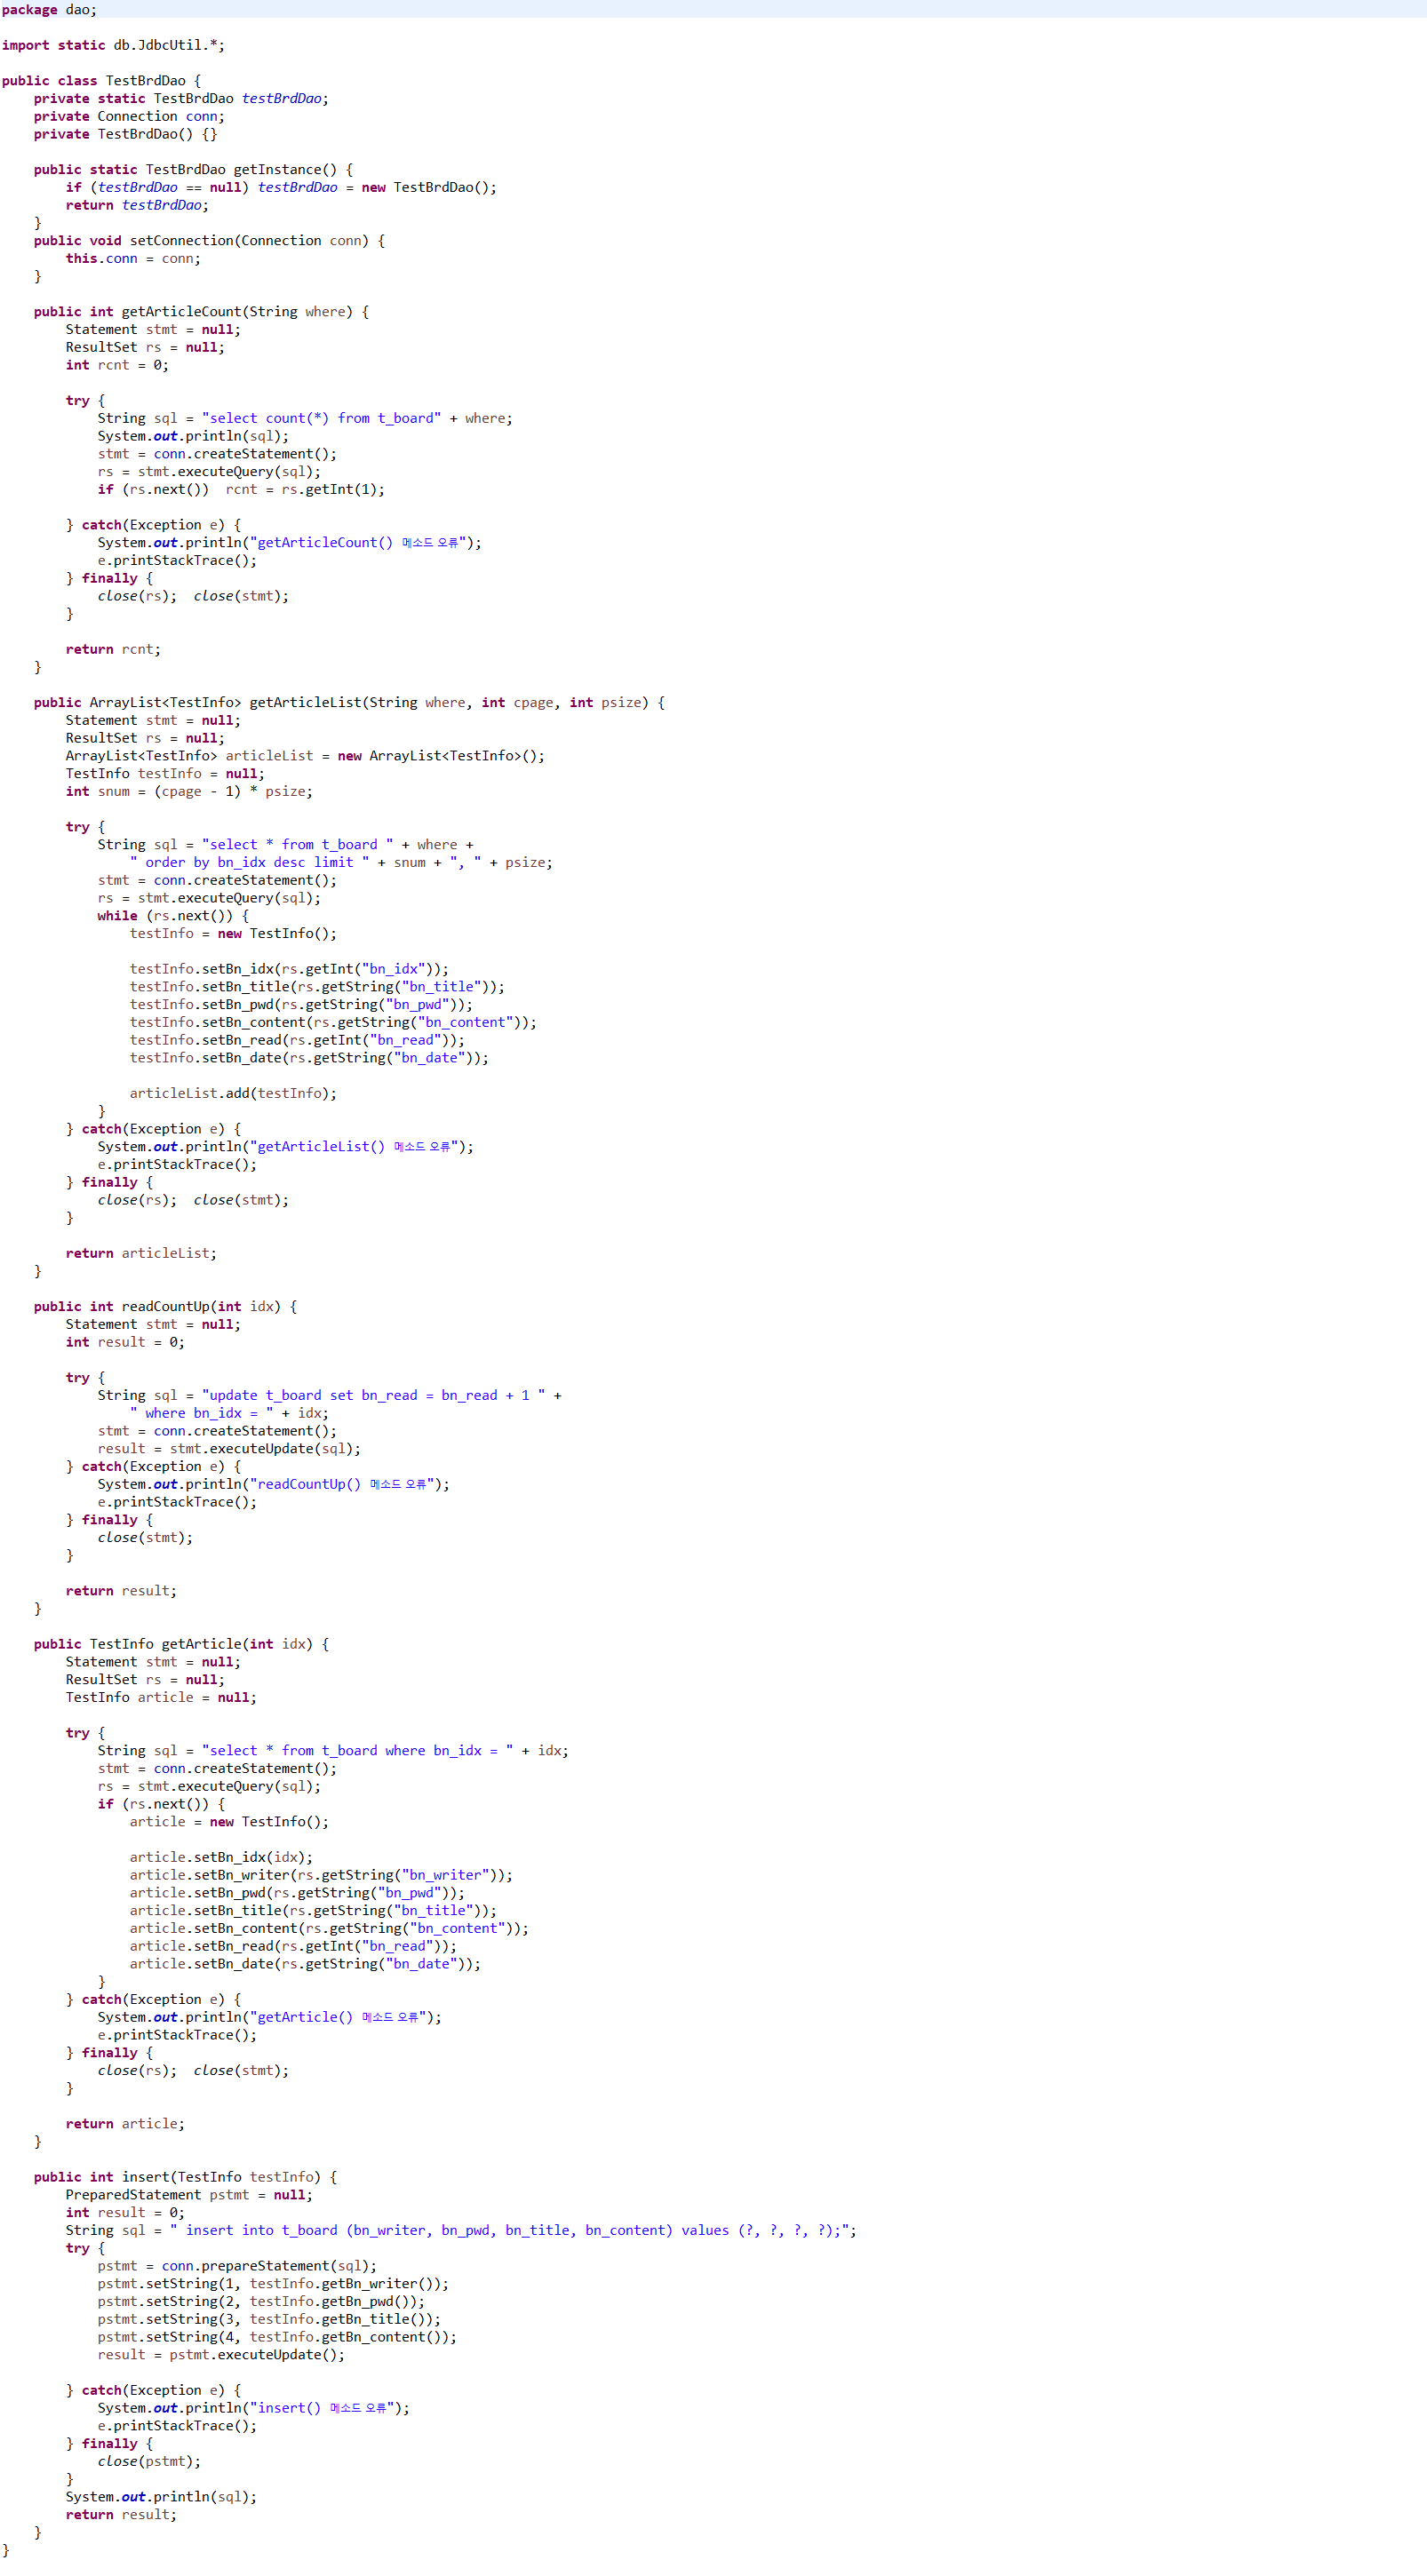 package dao;
import static db.JdbcUtil.*;
public class TestBrdDao {
private static TestBrdDao testBrdDao;
private Connection conn;
private TestBrdDao() {}
public static TestBrdDao getInstance() {
if (testBrdDao == null) testBrdDao = new TestBrdDao();
return testBrdDao;
}
public void setConnection(Connection conn) {
this.conn = conn;
}
public int getArticleCount(String where) {
Statement stmt = null;
ResultSet rs = null;
int rcnt = 0;
try {
String sql = "select count(*) from t_board" + where;
System.out.println(sql);
stmt = conn.createStatement();
rs = stmt.executeQuery(sql);
if (rs.next())  rcnt = rs.getInt(1);
} catch(Exception e) {
System.out.println("getArticleCount() 메소드 오류");
e.printStackTrace();
} finally {
close(rs);  close(stmt);
}
return rcnt;
}
public ArrayList<TestInfo> getArticleList(String where, int cpage, int psize) {
Statement stmt = null;
ResultSet rs = null;
ArrayList<TestInfo> articleList = new ArrayList<TestInfo>();
TestInfo testInfo = null;
int snum = (cpage - 1) * psize;
try {
String sql = "select * from t_board " + where +
" order by bn_idx desc limit " + snum + ", " + psize;
stmt = conn.createStatement();
rs = stmt.executeQuery(sql);
while (rs.next()) {
testInfo = new TestInfo();
testInfo.setBn_idx(rs.getInt("bn_idx"));
testInfo.setBn_title(rs.getString("bn_title"));
testInfo.setBn_pwd(rs.getString("bn_pwd"));
testInfo.setBn_content(rs.getString("bn_content"));
testInfo.setBn_read(rs.getInt("bn_read"));
testInfo.setBn_date(rs.getString("bn_date"));
articleList.add(testInfo);
}
} catch(Exception e) {
System.out.println("getArticleList() 메소드 오류");
e.printStackTrace();
} finally {
close(rs);  close(stmt);
}
return articleList;
}
public int readCountUp(int idx) {
Statement stmt = null;
int result = 0;
try {
String sql = "update t_board set bn_read = bn_read + 1 " +
" where bn_idx = " + idx;
stmt = conn.createStatement();
result = stmt.executeUpdate(sql);
} catch(Exception e) {
System.out.println("readCountUp() 메소드 오류");
e.printStackTrace();
} finally {
close(stmt);
}
return result;
}
public TestInfo getArticle(int idx) {
Statement stmt = null;
ResultSet rs = null;
TestInfo article = null;
try {
String sql = "select * from t_board where bn_idx = " + idx;
stmt = conn.createStatement();
rs = stmt.executeQuery(sql);
if (rs.next()) {
article = new TestInfo();
article.setBn_idx(idx);
article.setBn_writer(rs.getString("bn_writer"));
article.setBn_pwd(rs.getString("bn_pwd"));
article.setBn_title(rs.getString("bn_title"));
article.setBn_content(rs.getString("bn_content"));
article.setBn_read(rs.getInt("bn_read"));
article.setBn_date(rs.getString("bn_date"));
}
} catch(Exception e) {
System.out.println("getArticle() 메소드 오류");
e.printStackTrace();
} finally {
close(rs);  close(stmt);
}
return article;
}
public int insert(TestInfo testInfo) {
PreparedStatement pstmt = null;
int result = 0;
String sql = " insert into t_board (bn_writer, bn_pwd, bn_title, bn_content) values (?, ?, ?, ?);";
try {
pstmt = conn.prepareStatement(sql);
pstmt.setString(1, testInfo.getBn_writer());
pstmt.setString(2, testInfo.getBn_pwd());
pstmt.setString(3, testInfo.getBn_title());
pstmt.setString(4, testInfo.getBn_content());
result = pstmt.executeUpdate();
} catch(Exception e) {
System.out.println("insert() 메소드 오류");
e.printStackTrace();
} finally {
close(pstmt);
}
System.out.println(sql);
return result;
}
}